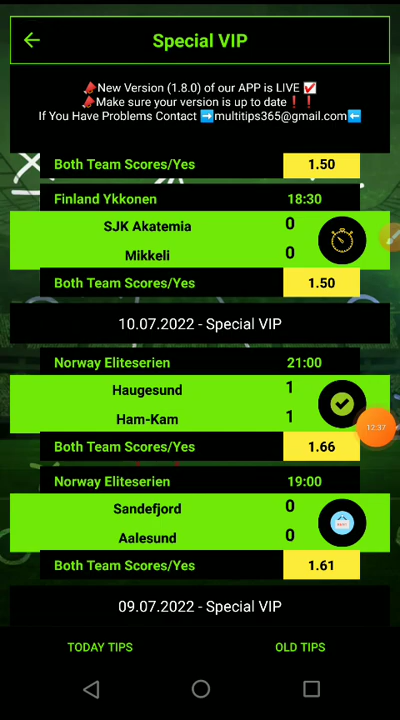 Special VIP
📣New Version (1.8.0) of our APP is LIVE ✅
📣Make sure your version is up to date❗❗
If You Have Problems Contact ➡️multitips365@gmail.com⬅️
Both Team Scores/Yes 1.50
Finland Ykkonen 18:30
SJK Akatemia 0
Mikkeli 0
Both Team Scores/Yes 1.50
10.07.2022 - Special VIP
Norway Eliteserien 21:00
Haugesund 1
Ham-Kam 1
12:37
Both Team Scores/Yes 1.66
Norway Eliteserien 19:00
Sandefjord 0
Aalesund 0
Both Team Scores/Yes 1.61
09.07.2022 - Special VIP
TODAY TIPS OLD TIPS